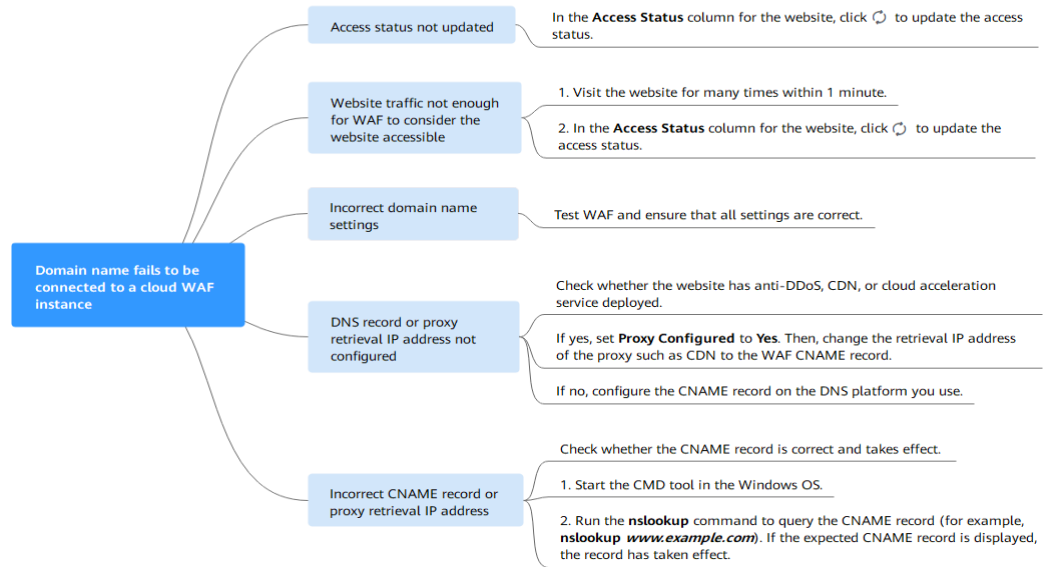 Access status not updated
In the Access Status column for the website, click to update the access
status.
Website traffic not enough
for WAF to consider the
website accessible
1. Visit the website for many times within 1 minute.
2. In the Access Status column for the website, click to update the
access status.
Incorrect domain name
settings
Test WAF and ensure that all settings are correct.
Domain name fails to be
connected to a cloud WAF
instance
DNS record or proxy
retrieval IP address not
configured
Check whether the website has anti-DDoS, CDN, or cloud acceleration
service deployed.
If yes, set Proxy Configured to Yes. Then, change the retrieval IP address
of the proxy such as CDN to the WAF CNAME record.
If no, configure the CNAME record on the DNS platform you use.
Incorrect CNAME record or
proxy retrieval IP address
Check whether the CNAME record is correct and takes effect.
1. Start the CMD tool in the Windows OS.
2. Run the nslookup command to query the CNAME record (for example,
nslookup www.example.com). If the expected CNAME record is displayed,
the record has taken effect.